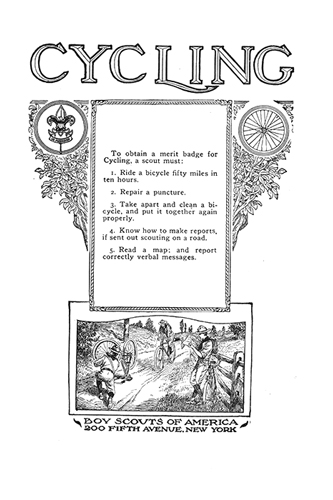 CYCLING
To obtain a merit badge for
Cycling, a scout must:
1. Ride a bicycle fifty miles in
ten hours.
2. Repair a puncture.
3. Take apart and clean a bi-
cycle, and put it together again
properly.
4. Know how to make reports,
if sent out scouting on a road.
5. Read a map; and report
correctly verbal messages.
BOY SCOUTS OF AMERICA
200 FIFTH AVENUE, NEW YORK